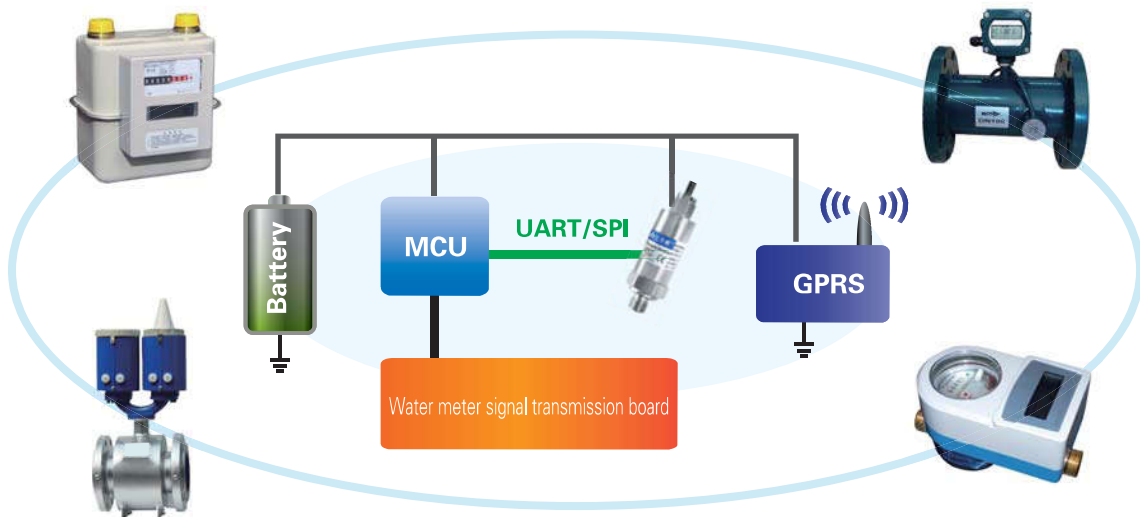 UART/SPI
MCU
Battery
GPRS
Water meter signal transmission board